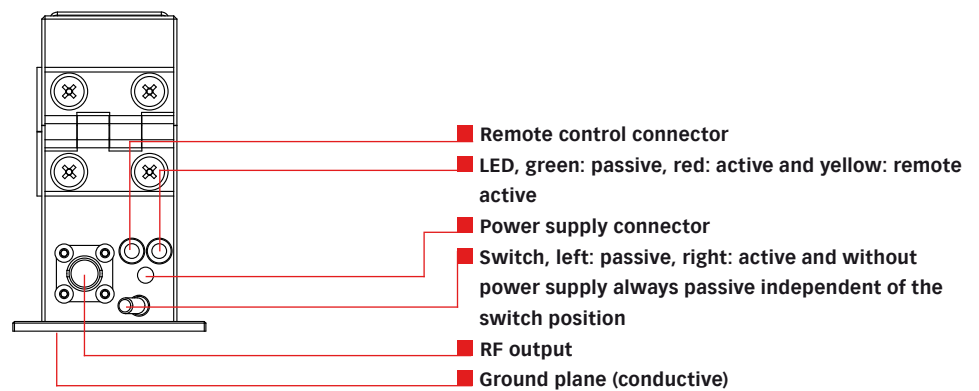 Remote control connector
LED, green: passive, red: active and yellow: remote
active
Power supply connector
Switch, left: passive, right: active and without
power supply always passive independent of the
switch position
RF output
Ground plane (conductive)